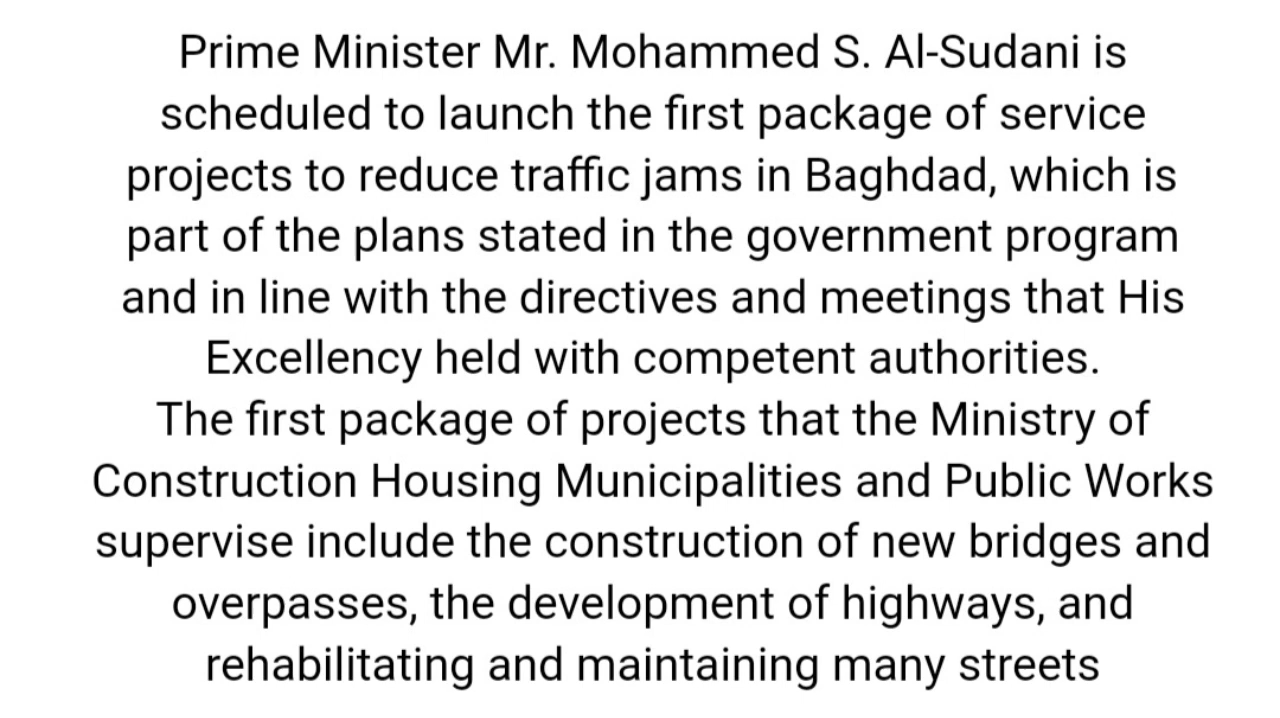 Prime Minister Mr. Mohammed S. Al-Sudani is
scheduled to launch the first package of service
projects to reduce traffic jams in Baghdad, which is
part of the plans stated in the government program
and in line with the directives and meetings that His
Excellency held with competent authorities.
The first package of projects that the Ministry of
Construction Housing Municipalities and Public Works
supervise include the construction of new bridges and
overpasses, the development of highways, and
rehabilitating and maintaining many streets